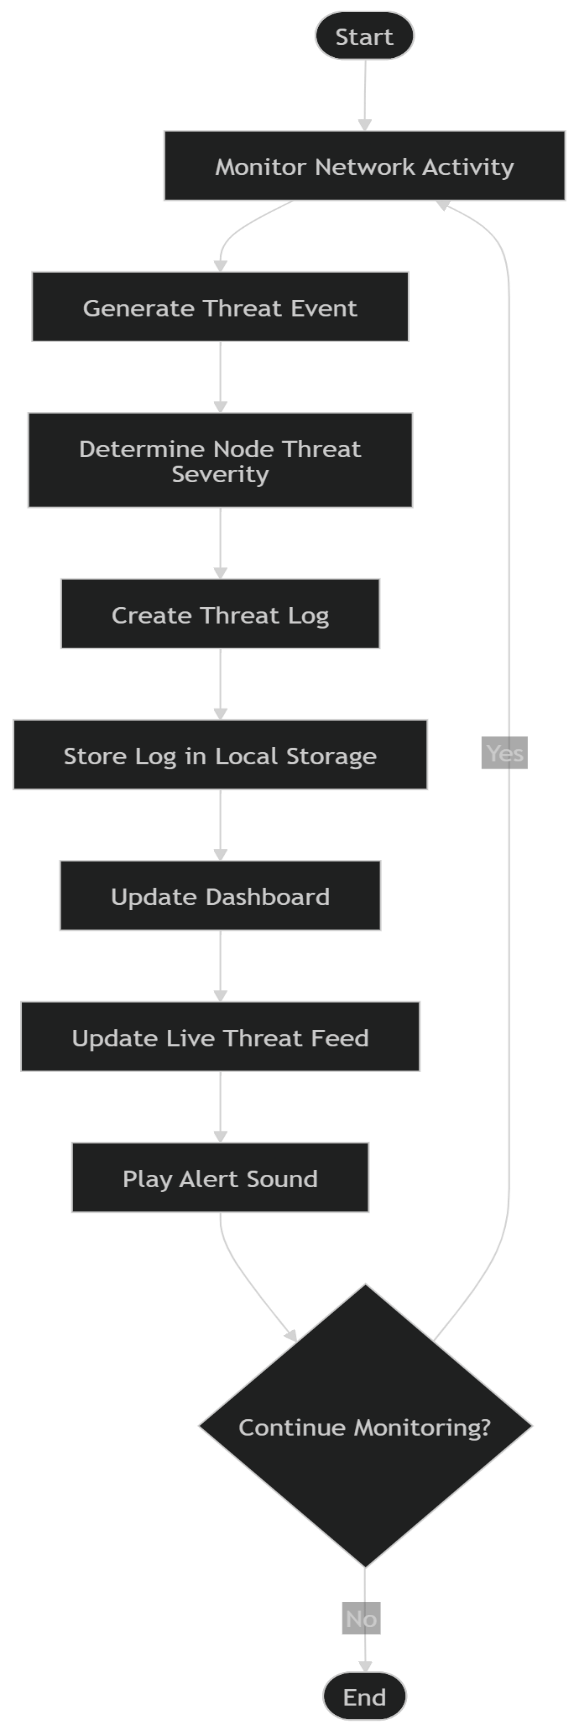 Start
Monitor Network Activity
Generate Threat Event
Determine Node Threat
Severity
Create Threat Log
Store Log in Local Storage
Yes
Update Dashboard
Update Live Threat Feed
Play Alert Sound
Continue Monitoring?
No
End